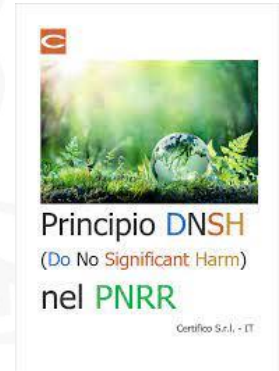 C
Principio DNSH
(Do No Significant Harm)
nel PNRR
Certifico S.r.l. - IT